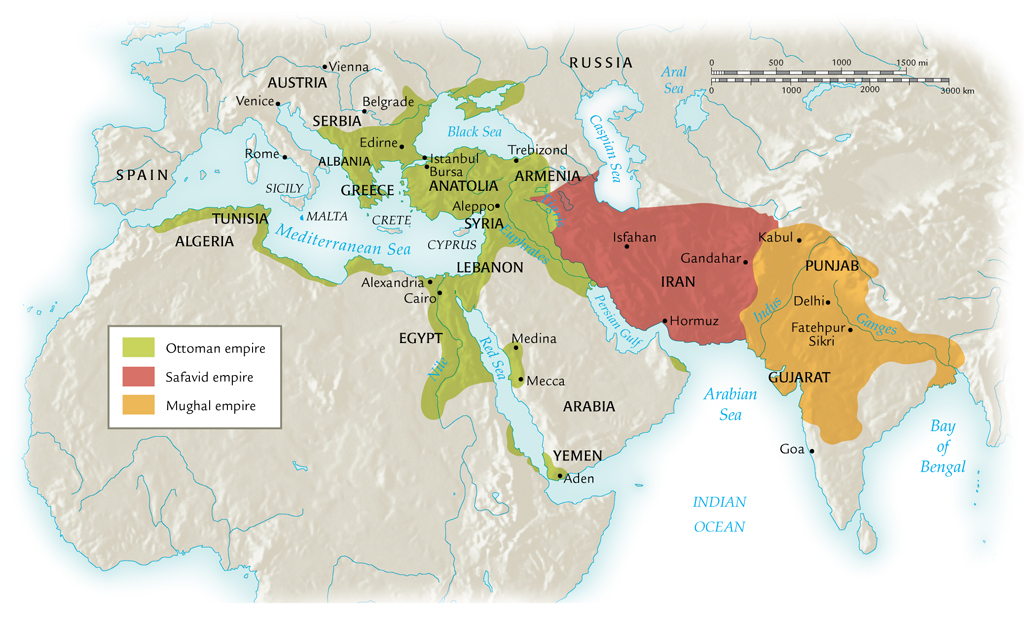 RUSSIA
Aral
Sea
0 500 1000 1500 mi
0 1000 2000 3000 km
Vienna
AUSTRIA
Venice
Belgrade
SERBIA
Black Sea
Caspian Sea
Edirne
Rome
ALBANIA
Istanbul
Bursa
Trebizond
SPAIN
ARMENIA
SICILY
GREECE
ANATOLIA
Aleppo
TUNISIA
MALTA
CRETE
SYRIA
ALGERIA
Mediterranean Sea
CYPRUS
Euphrates
Isfahan
Kabul
LEBANON
Gandahar
PUNJAB
Alexandria
Cairo
IRAN
Indus
Delhi
Persian Gulf
Hormuz
Ganges
EGYPT
Red Sea
Medina
Fatehpur
Sikri
Nile
Mecca
GUJARAT
Ottoman empire
Safavid empire
Mughal empire
ARABIA
Arabian
Sea
Bay
of
Bengal
YEMEN
Goa
Aden
INDIAN
OCEAN